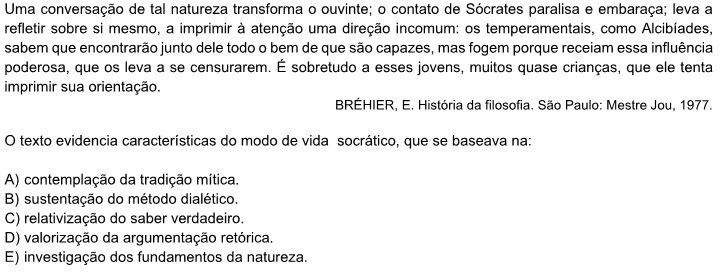 Uma conversação de tal natureza transforma o ouvinte; o contato de Sócrates paralisa e embaraça; leva a
refletir sobre si mesmo, a imprimir à atenção uma direção incomum: os temperamentais, como Alcibíades,
sabem que encontrarão junto dele todo o bem de que são capazes, mas fogem porque receiam essa influência
poderosa, que os leva a se censurarem. É sobretudo a esses jovens, muitos quase crianças, que ele tenta
imprimir sua orientação.
BRÉHIER, E. História da filosofia. São Paulo: Mestre Jou, 1977.
O texto evidencia características do modo de vida socrático, que se baseava na:
A) contemplação da tradição mítica.
B) sustentação do método dialético.
C) relativização do saber verdadeiro.
D) valorização da argumentação retórica.
E) investigação dos fundamentos da natureza.